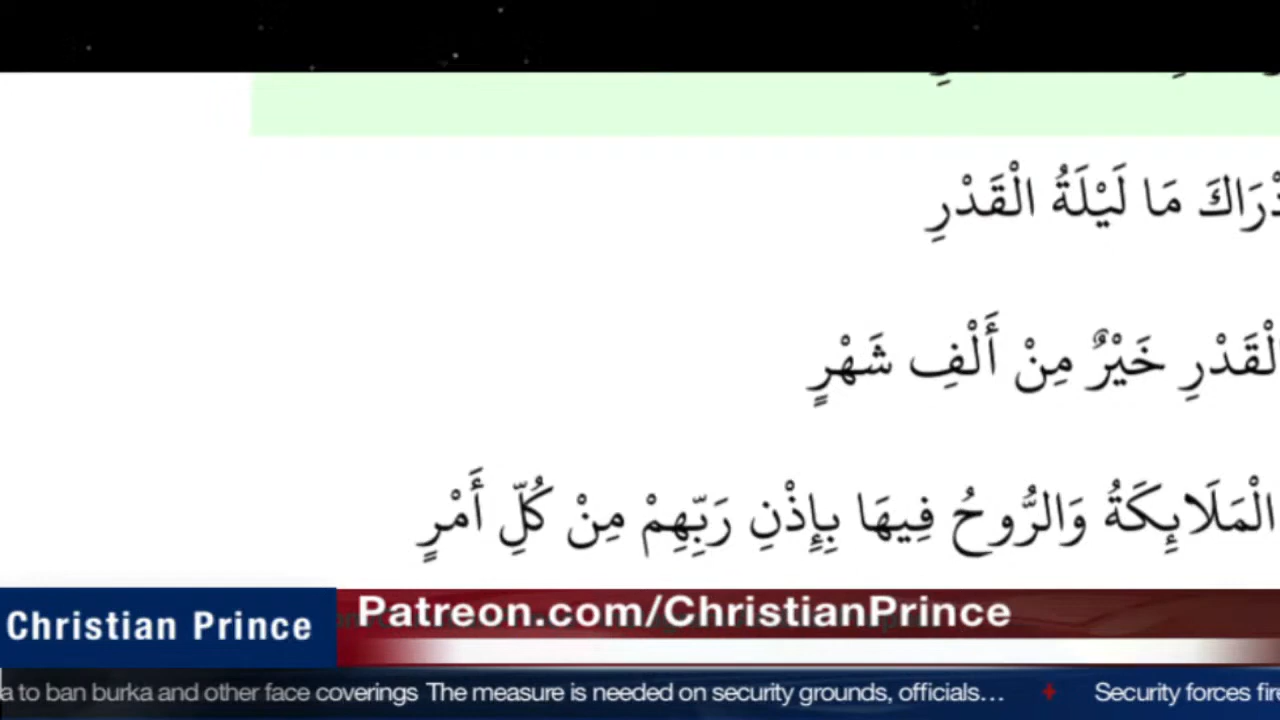 مَا لَيْلَةُ الْقَدْرِ
خَيْرٌ مِنْ أَلْفِ شَهْرٍ
الْمَلَائِكَةُ وَالرُّوحُ فِيهَا بِإِذْنِ رَبِّهِمْ مِنْ كُلِّ أَمْرٍ
Christian Prince
Patreon.com/ChristianPrince
a to ban burka and other face coverings The measure is needed on security grounds, officials... Security forces fire